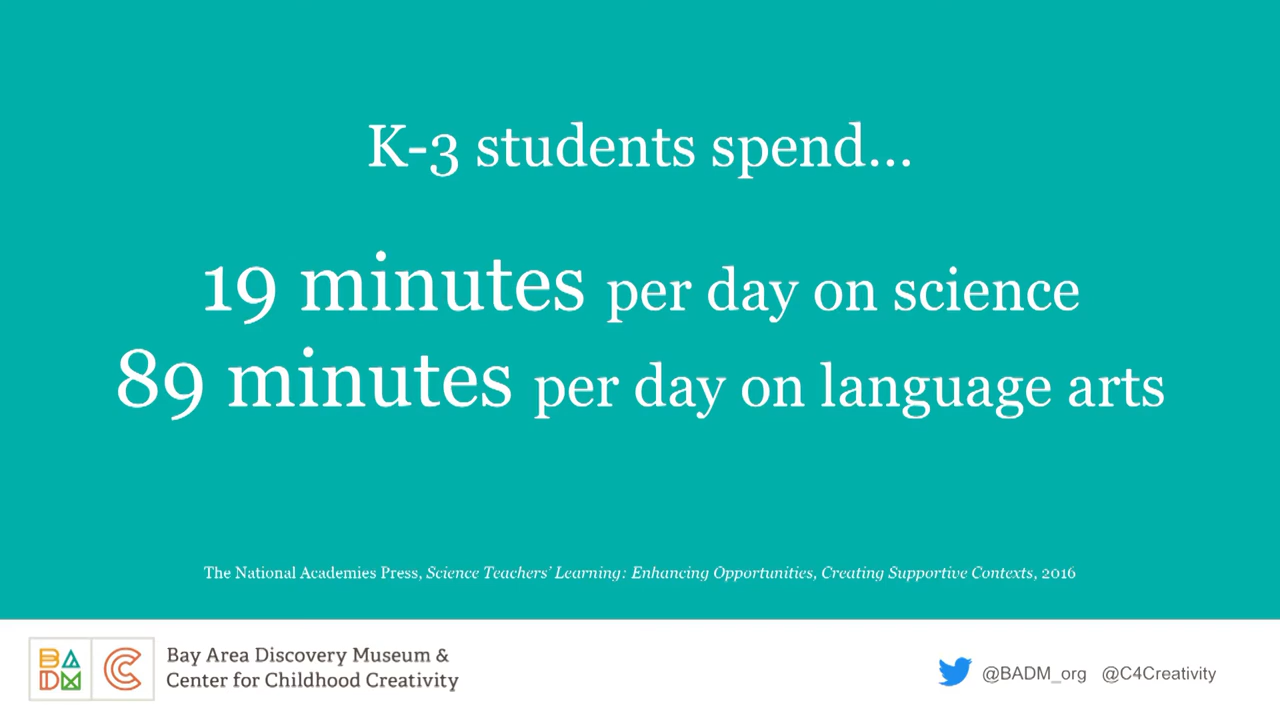 K-3 students spend...
19 minutes per day on science
89 minutes per day on language arts
The National Academies Press, Science Teachers' Learning: Enhancing Opportunities, Creating Supportive Contexts, 2016
BA
DM
C
Bay Area Discovery Museum &
Center for Childhood Creativity
@BADM_org @C4Creativity